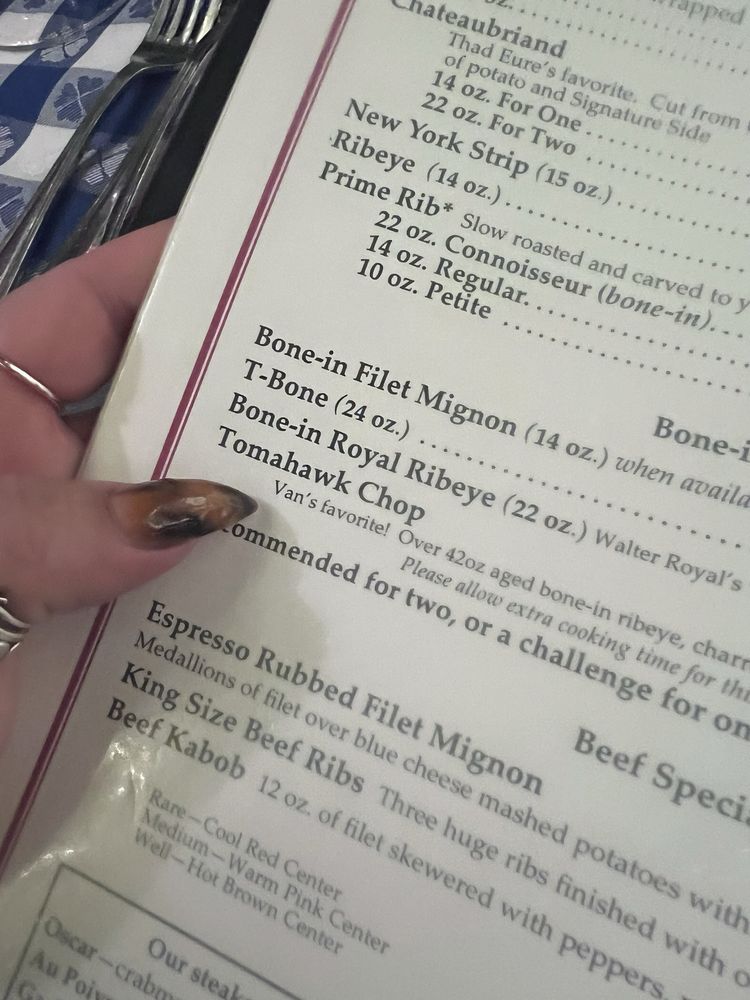 wrapped
Chateaubriand
Thad Eure's favorite. Cut from
of potato and Signature Side
14 oz. For One ..........
22 oz. For Two ..........
New York Strip (15 oz.) ..........
Ribeye (14 oz.) ..........
Prime Rib* Slow roasted and carved to y
22 oz. Connoisseur (bone-in)...
14 oz. Regular..........
10 oz. Petite ..........
Bone-i
Bone-in Filet Mignon (14 oz.) when availa
T-Bone (24 oz.) ..........
Bone-in Royal Ribeye (22 oz.) Walter Royal's
Tomahawk Chop
Van's favorite! Over 42oz aged bone-in ribeye, charr
Please allow extra cooking time for thi
commended for two, or a challenge for on
Beef Specia
Espresso Rubbed Filet Mignon
Medallions of filet over blue cheese mashed potatoes with
King Size Beef Ribs Three huge ribs finished with
Beef Kabob 12 oz. of filet skewered with peppers,
Rare—Cool Red Center
Medium—Warm Pink Center
Well—Hot Brown Center
Our steak
Oscar—crabm
Au Poiv